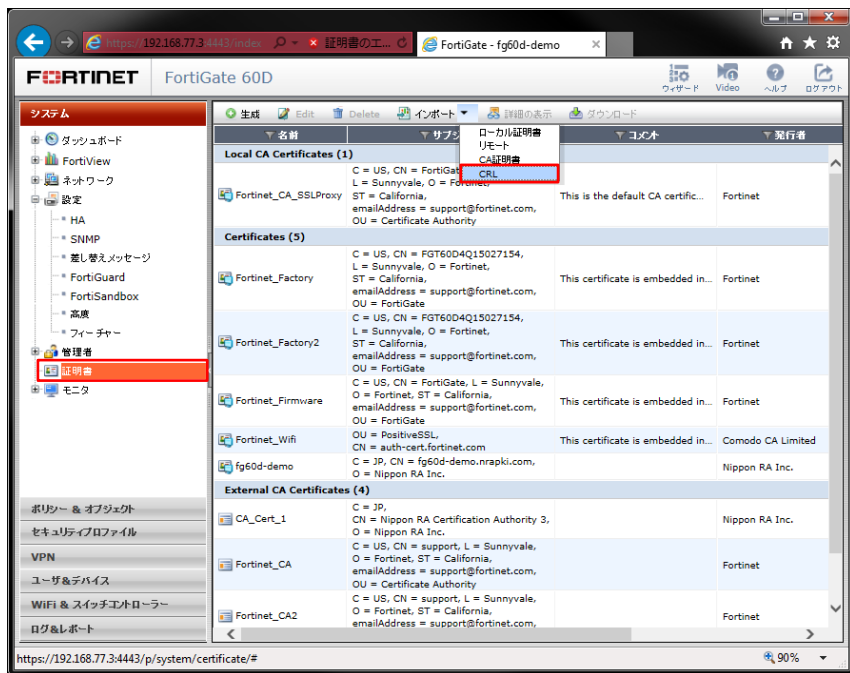 https://192.168.77.3:4443/index
証明書のエ...
FortiGate - fg60d-demo
FORTINET
FortiGate 60D
ウィザード
Video
ヘルプ
ログアウト
システム
ダッシュボード
FortiView
ネットワーク
設定
HA
SNMP
差し替えメッセージ
FortiGuard
FortiSandbox
高度
フィーチャー
管理者
証明書
モニタ
ポリシー & オブジェクト
セキュリティプロファイル
VPN
ユーザ&デバイス
WiFi & スイッチコントローラー
ログ&レポート
生成
Edit
Delete
インポート
詳細の表示
ダウンロード
ローカル証明書
リモート
CA証明書
CRL
名前
サブジ
コメント
発行者
Local CA Certificates (1)
Fortinet_CA_SSLProxy
C = US, CN = FortiGat
L = Sunnyvale, O = Fortinet,
ST = California,
emailAddress = support@fortinet.com,
OU = Certificate Authority
This is the default CA certific...
Fortinet
Certificates (5)
Fortinet_Factory
C = US, CN = FGT60D4Q15027154,
L = Sunnyvale, O = Fortinet,
ST = California,
emailAddress = support@fortinet.com,
OU = FortiGate
This certificate is embedded in...
Fortinet
Fortinet_Factory2
C = US, CN = FGT60D4Q15027154,
L = Sunnyvale, O = Fortinet,
ST = California,
emailAddress = support@fortinet.com,
OU = FortiGate
This certificate is embedded in...
Fortinet
Fortinet_Firmware
C = US, CN = FortiGate, L = Sunnyvale,
O = Fortinet, ST = California,
emailAddress = support@fortinet.com,
OU = FortiGate
This certificate is embedded in...
Fortinet
Fortinet_Wifi
OU = PositiveSSL,
CN = auth-cert.fortinet.com
This certificate is embedded in...
Comodo CA Limited
fg60d-demo
C = JP, CN = fg60d-demo.nrapki.com,
O = Nippon RA Inc.
Nippon RA Inc.
External CA Certificates (4)
CA_Cert_1
C = JP,
CN = Nippon RA Certification Authority 3,
O = Nippon RA Inc.
Nippon RA Inc.
Fortinet_CA
C = US, CN = support, L = Sunnyvale,
O = Fortinet, ST = California,
emailAddress = support@fortinet.com,
OU = Certificate Authority
Fortinet
Fortinet_CA2
C = US, CN = support, L = Sunnyvale,
O = Fortinet, ST = California,
emailAddress = support@fortinet.com,
Fortinet
https://192.168.77.3:4443/p/system/certificate/#
90%